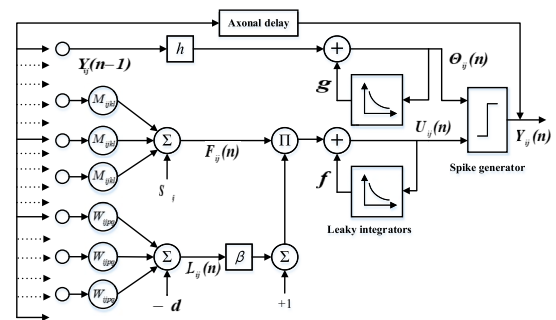 Axonal delay
Y_ij(n−1)
h
+
Θ_ij(n)
g
M_ijkl
M_ijkl
M_ijkl
Σ
F_ij(n)
Π
+
U_ij(n)
Y_ij(n)
S_ij
f
Spike generator
Leaky integrators
W_ijpq
W_ijpq
W_ijpq
Σ
L_ij(n)
β
Σ
− d
+1